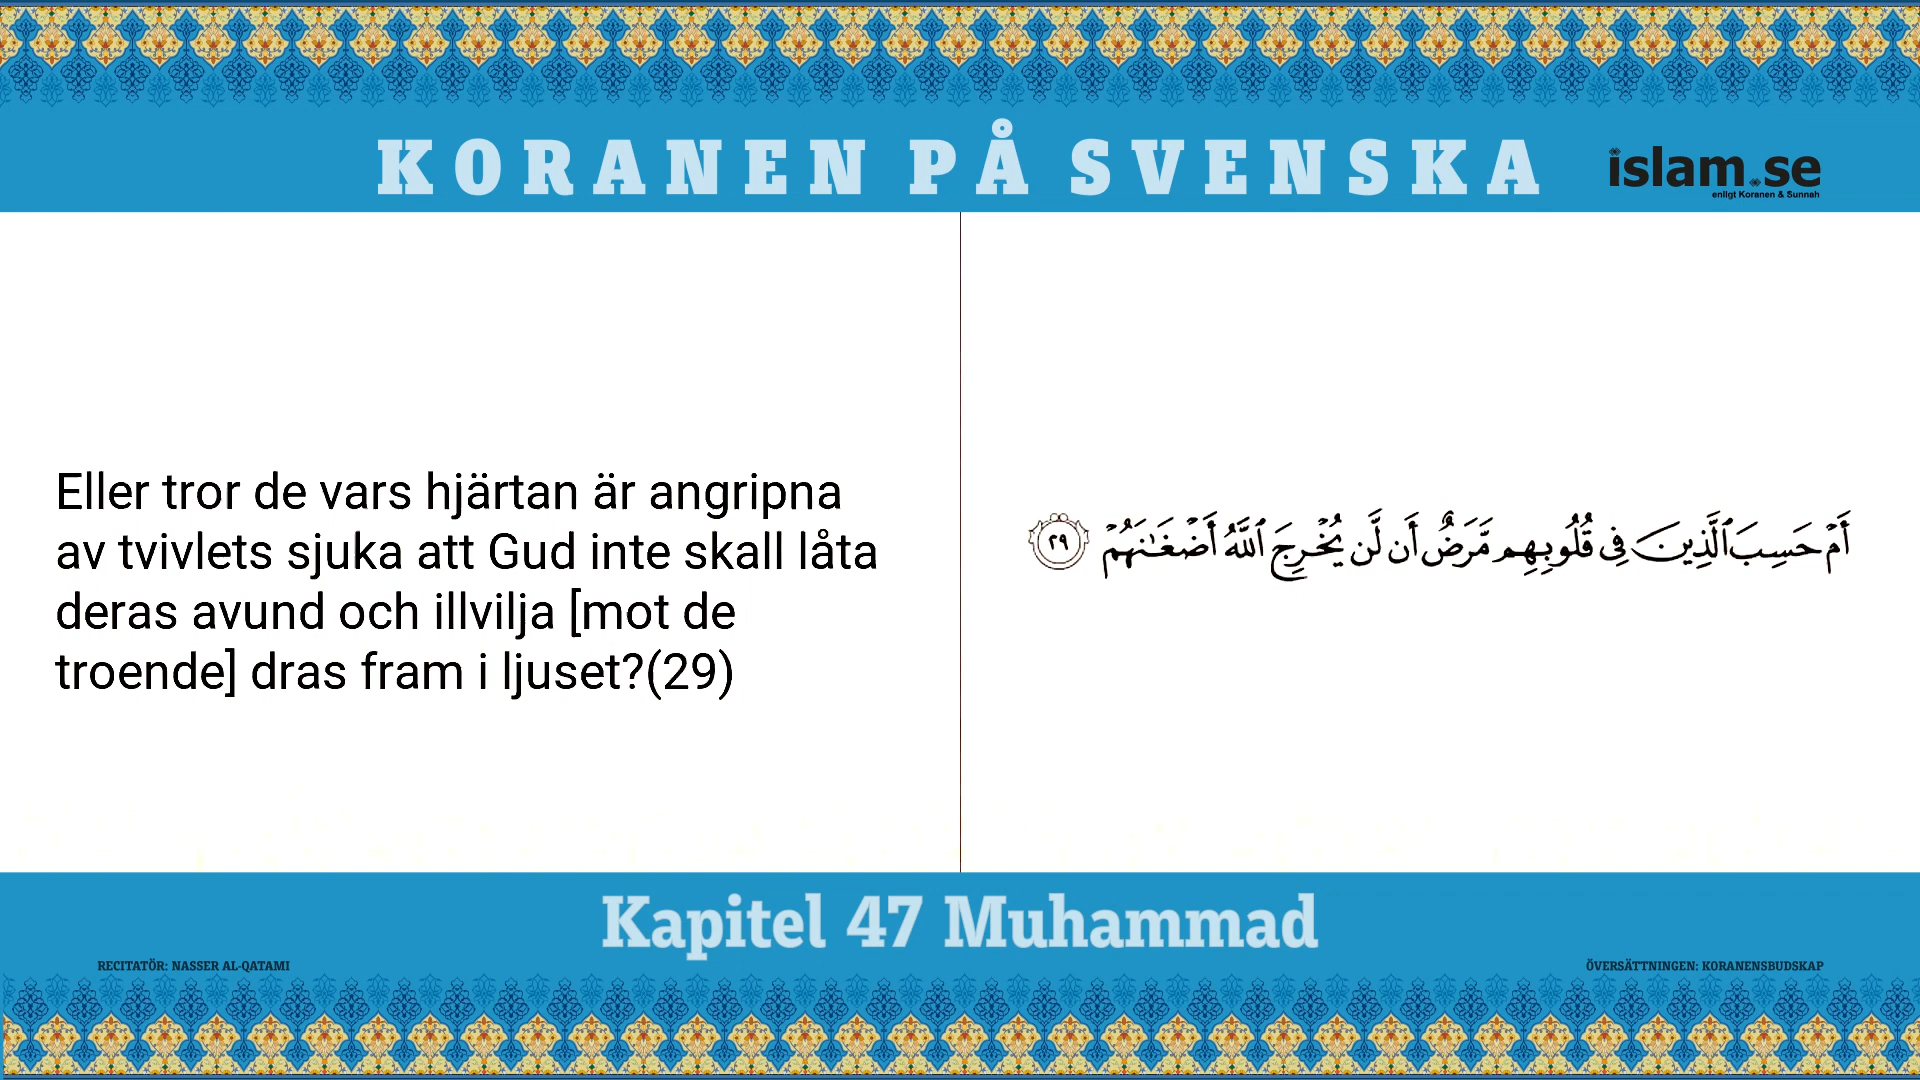 KORANEN PÅ SVENSKA
islam.se
enligt Koranen & Sunnah
Eller tror de vars hjärtan är angripna
av tvivlets sjuka att Gud inte skall låta
deras avund och illvilja [mot de
troende] dras fram i ljuset?(29)
أَمْ حَسِبَ ٱلَّذِينَ فِى قُلُوبِهِم مَّرَضٌ أَن لَّن يُخْرِجَ ٱللَّهُ أَضْغَـٰنَهُمْ ٢٩
Kapitel 47 Muhammad
RECITATÖR: NASSER AL-QATAMI
ÖVERSÄTTNINGEN: KORANENSBUDSKAP